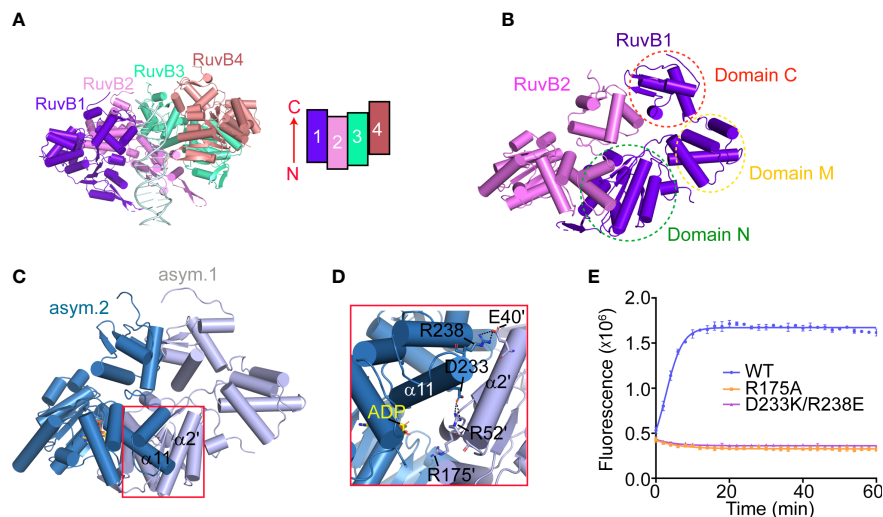 A
RuvB1
RuvB2
RuvB3
RuvB4
C
N
1
2
3
4
B
RuvB1
RuvB2
Domain C
Domain M
Domain N
C
asym.1
asym.2
α2'
α11
D
E40'
R238
D233
α11
α2'
ADP
R52'
R175'
E
Fluorescence (×10⁶)
2.0
1.5
1.0
0.5
0.0
WT
R175A
D233K/R238E
0
20
40
60
Time (min)